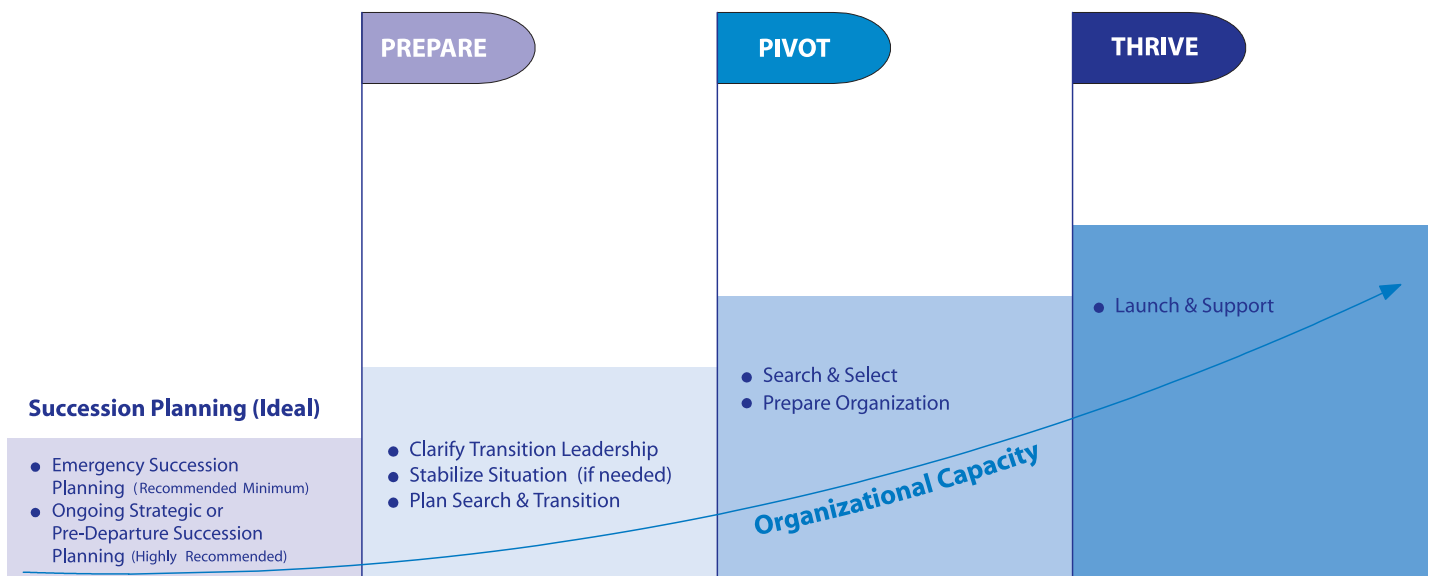 PREPARE
PIVOT
THRIVE
Succession Planning (Ideal)
● Emergency Succession
Planning (Recommended Minimum)
● Ongoing Strategic or
Pre-Departure Succession
Planning (Highly Recommended)
● Clarify Transition Leadership
● Stabilize Situation (if needed)
● Plan Search & Transition
● Search & Select
● Prepare Organization
Organizational Capacity
● Launch & Support